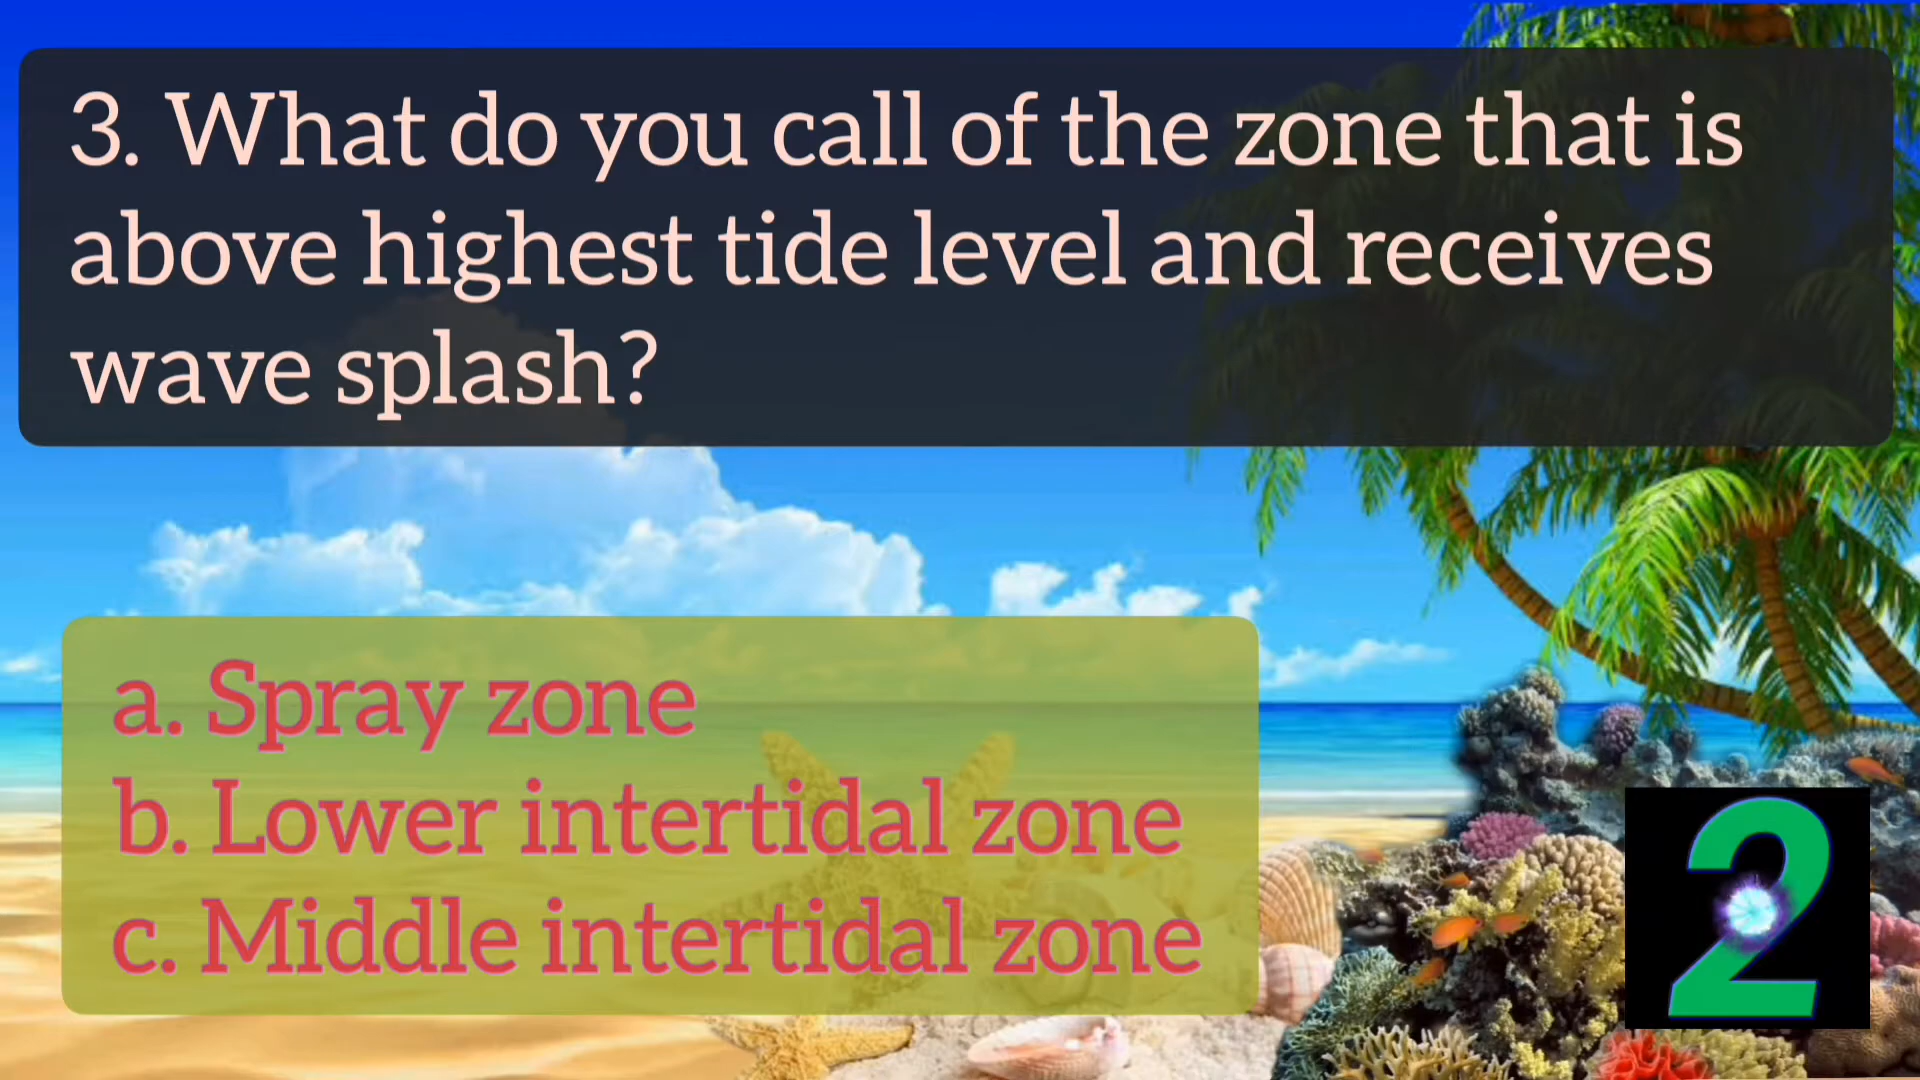 3. What do you call of the zone that is
above highest tide level and receives
wave splash?
a. Spray zone
b. Lower intertidal zone
c. Middle intertidal zone
2